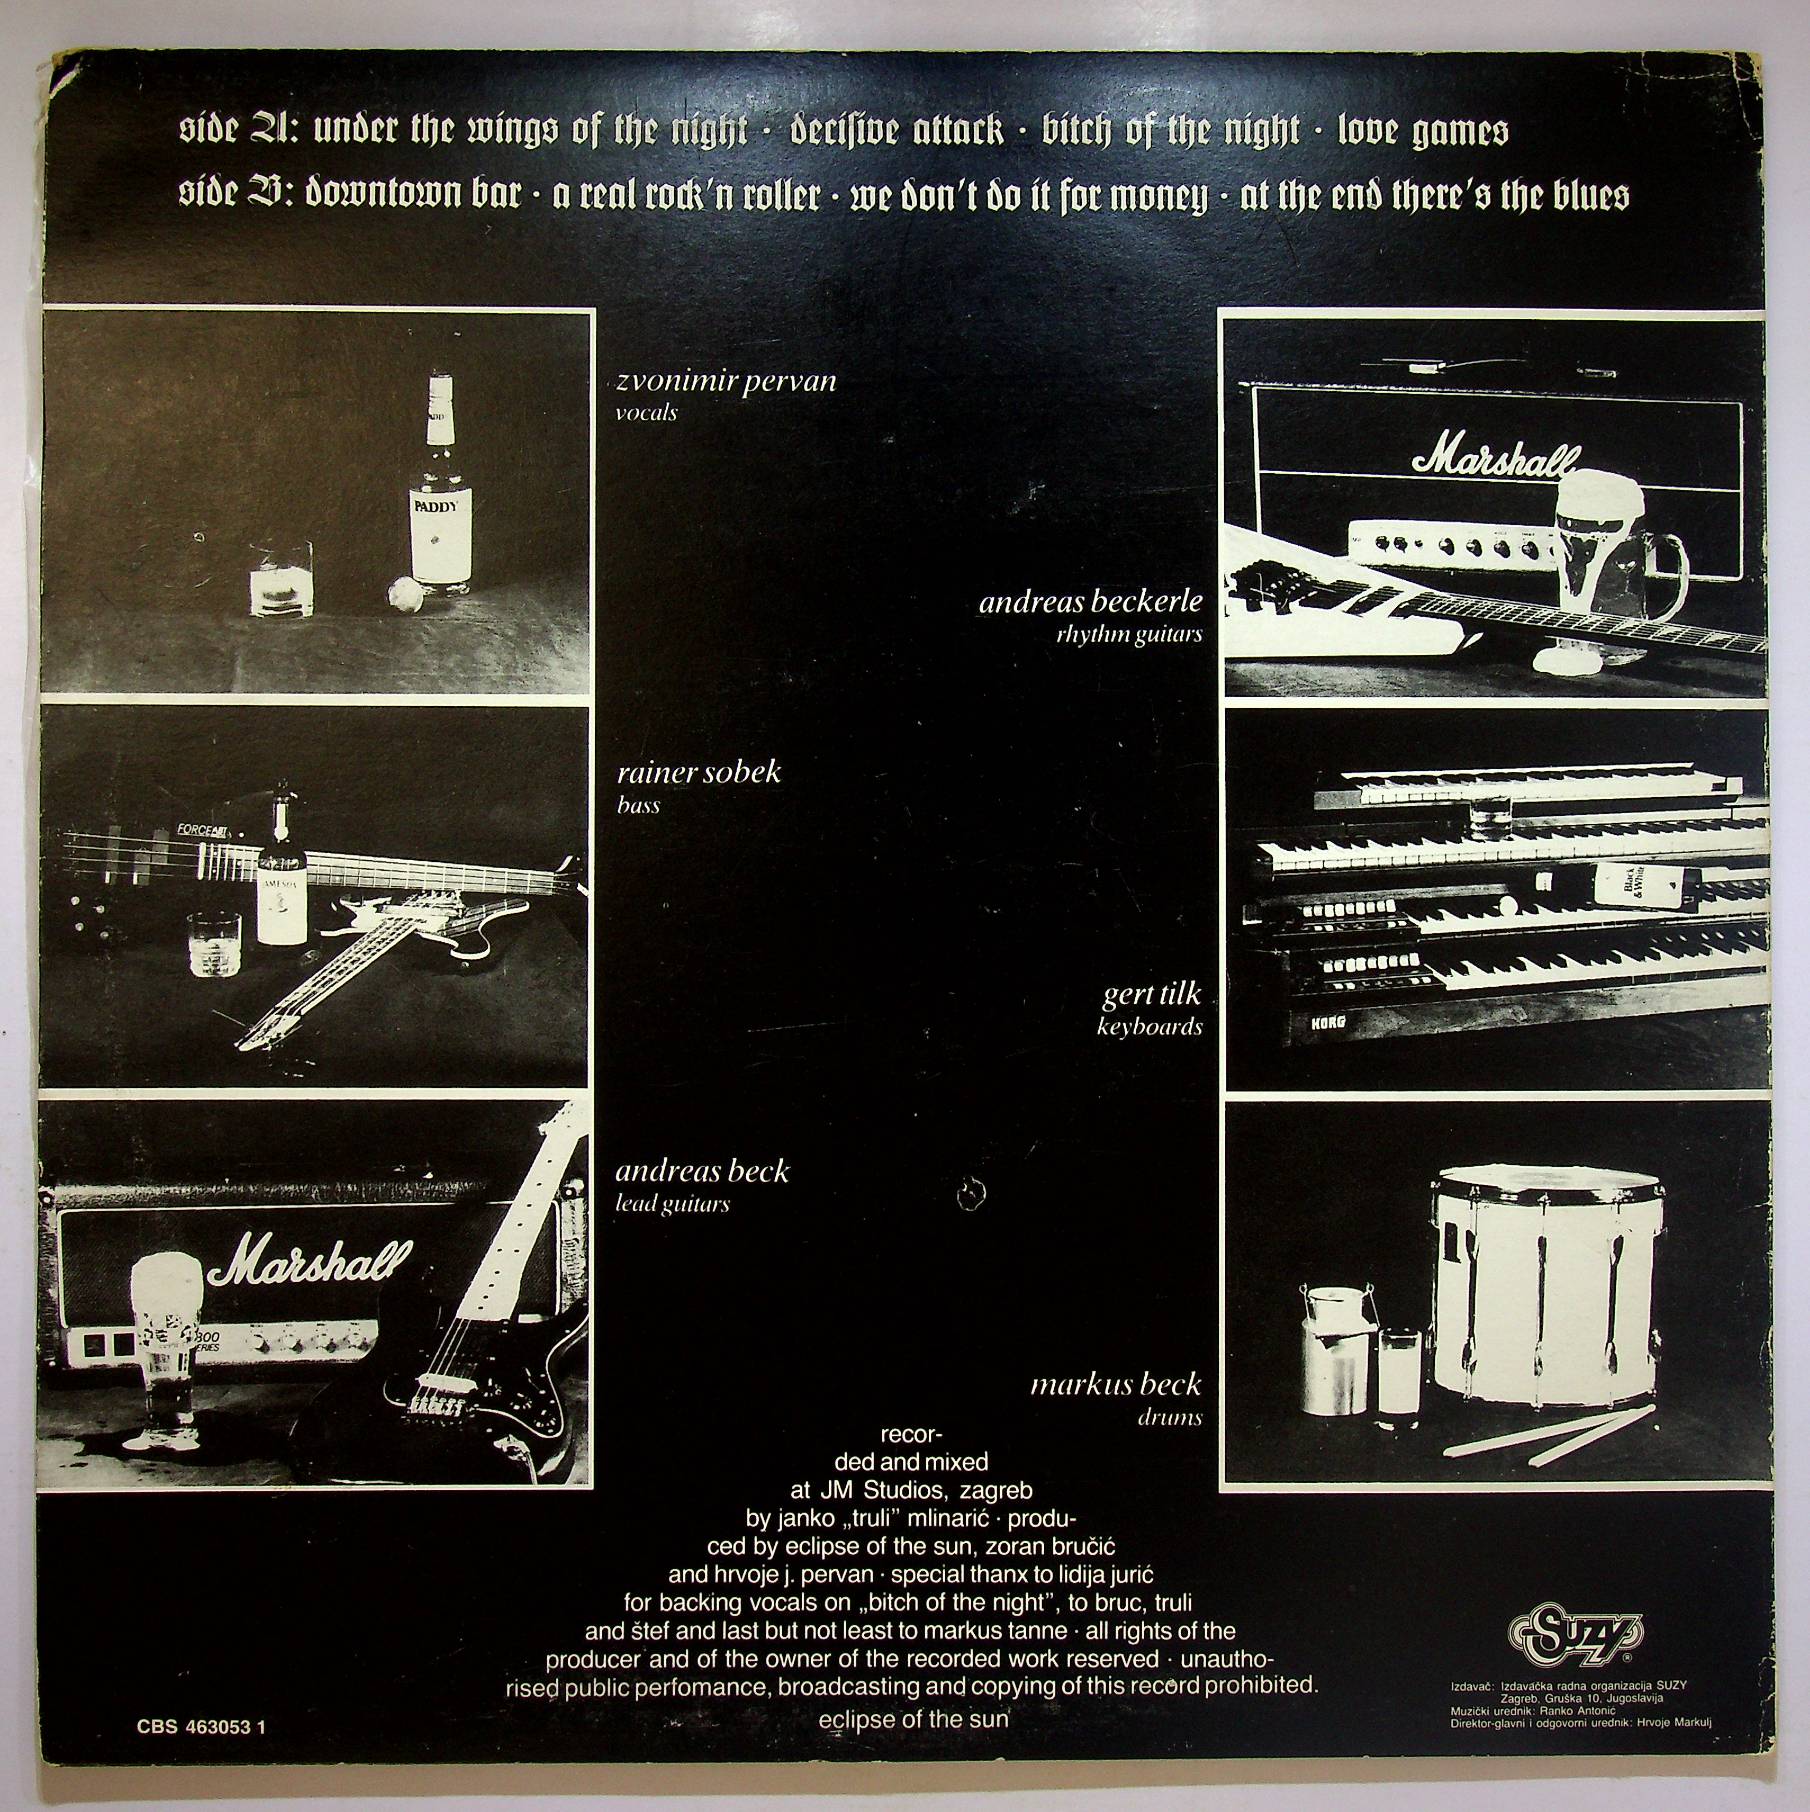 side A: under the wings of the night · decisive attack · bitch of the night · love games
side B: downtown bar · a real rock'n roller · we don't do it for money · at the end there's the blues
zvonimir pervan
vocals
PADDY
Marshall
andreas beckerle
rhythm guitars
rainer sobek
bass
JAMESON
Black
& White
KORG
gert tilk
keyboards
andreas beck
lead guitars
Marshall
800
markus beck
drums
recor-
ded and mixed
at JM Studios, zagreb
by janko „truli” mlinarić · produ-
ced by eclipse of the sun, zoran bručić
and hrvoje j. pervan · special thanx to lidija jurić
for backing vocals on „bitch of the night”, to bruc, truli
and štef and last but not least to markus tanne · all rights of the
producer and of the owner of the recorded work reserved · unautho-
rised public perfomance, broadcasting and copying of this record prohibited.
eclipse of the sun
CBS 463053 1
SUZY ®
Izdavač: Izdavačka radna organizacija SUZY
Zagreb, Gruška 10, Jugoslavija
Muzički urednik: Ranko Antonić
Direktor-glavni i odgovorni urednik: Hrvoje Markulj